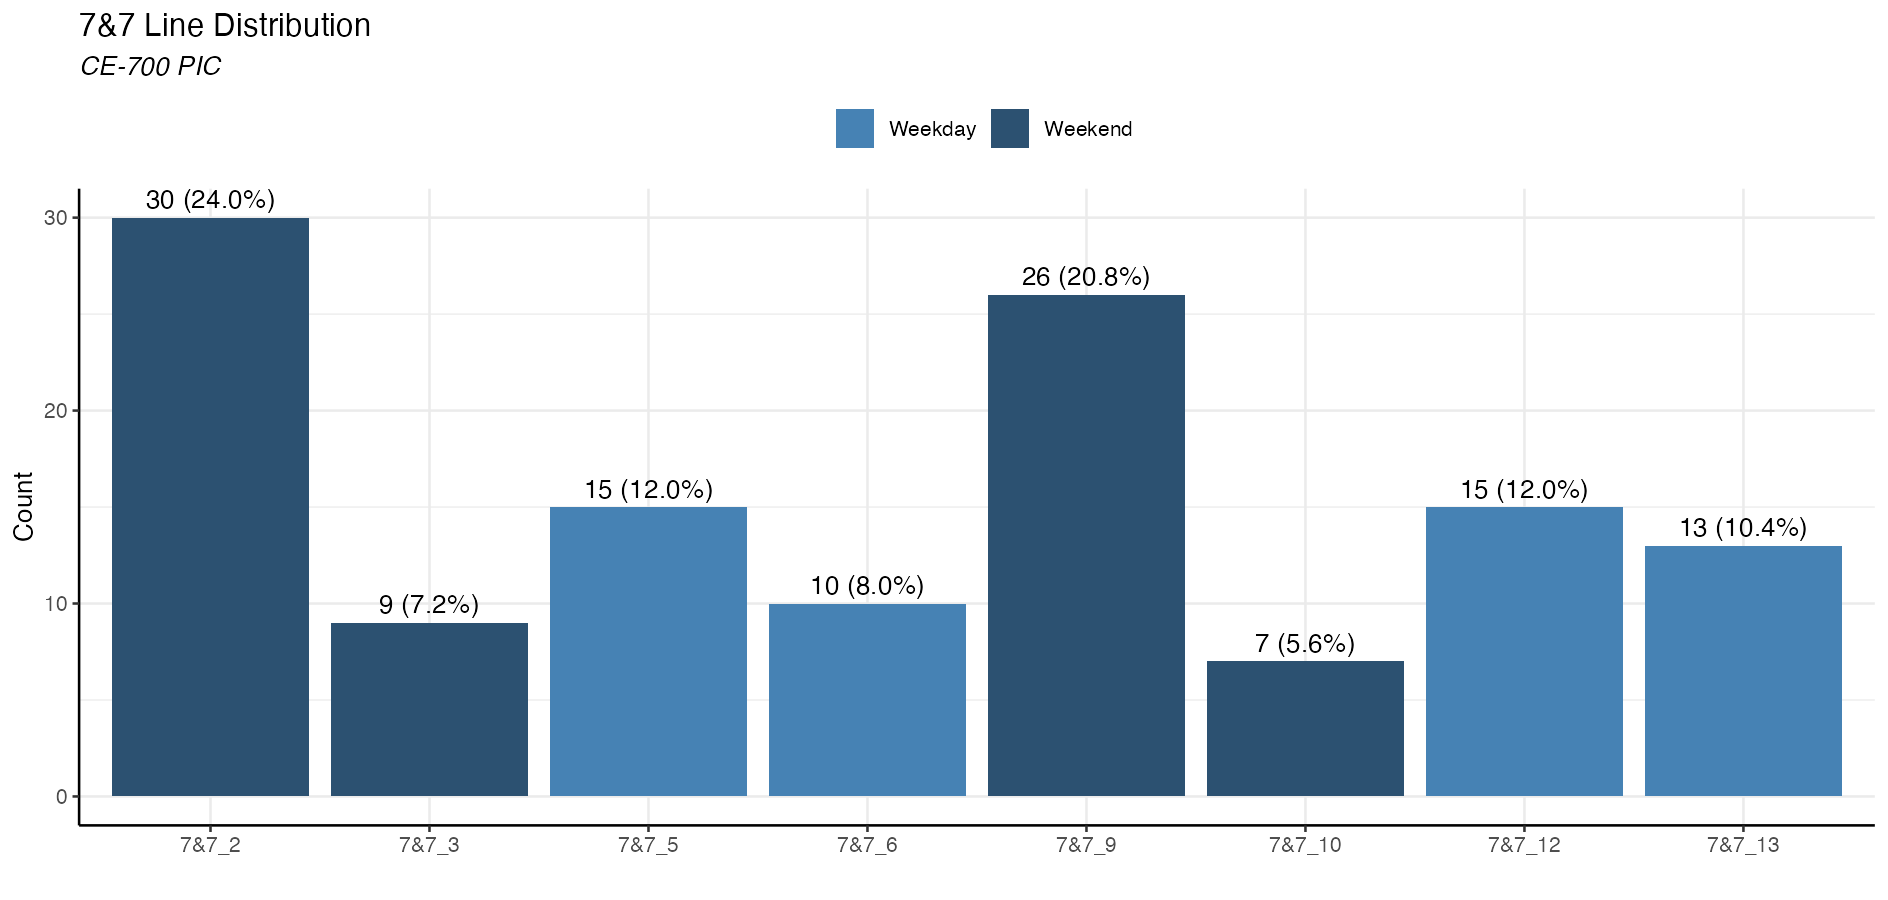 7&7 Line Distribution
CE-700 PIC
Weekday Weekend
30 (24.0%)
26 (20.8%)
15 (12.0%)
15 (12.0%)
13 (10.4%)
10 (8.0%)
9 (7.2%)
7 (5.6%)
30
20
10
0
Count
7&7_2 7&7_3 7&7_5 7&7_6 7&7_9 7&7_10 7&7_12 7&7_13